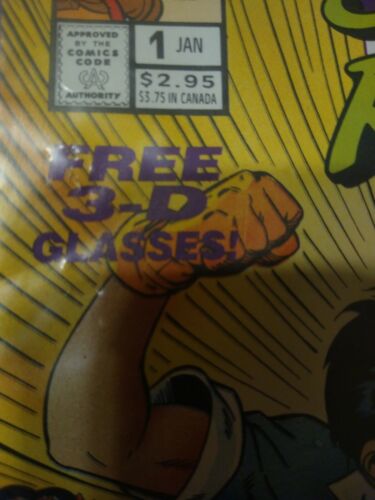 APPROVED
BY THE
COMICS
CODE
AUTHORITY
1 JAN
$2.95
$3.75 IN CANADA
FREE
3-D
GLASSES!